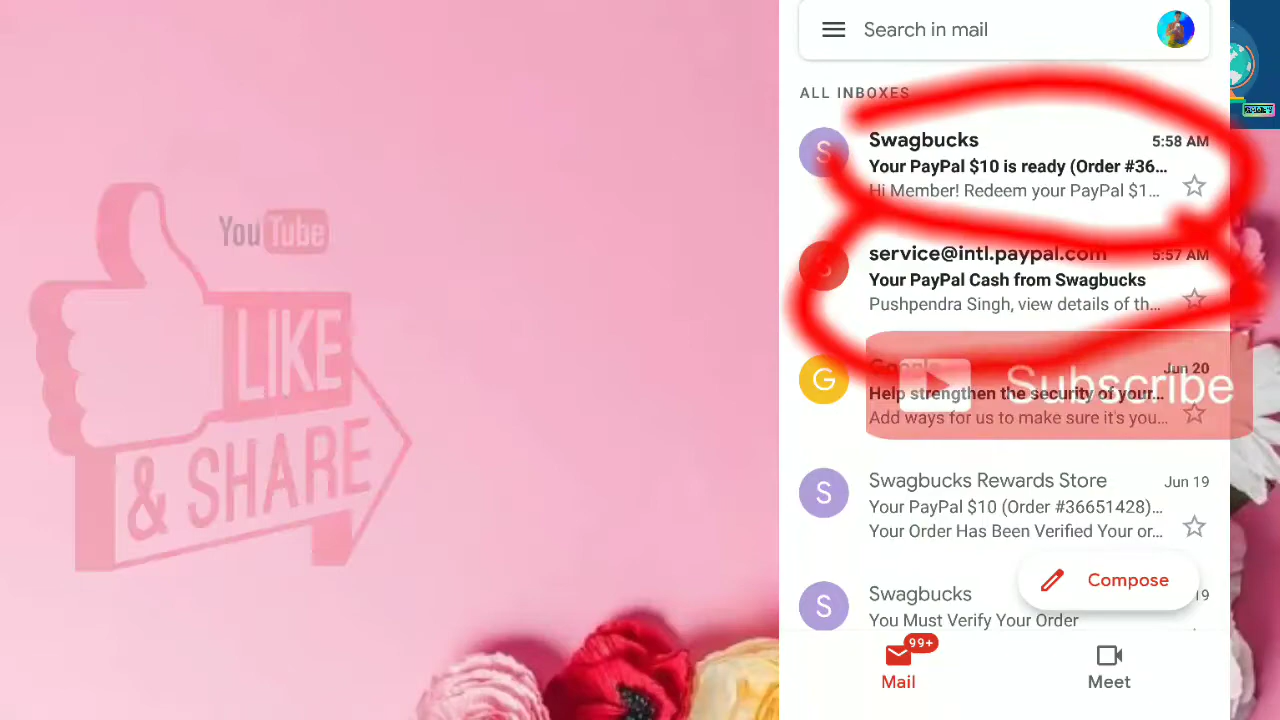 You Tube
LIKE
& SHARE
Search in mail
ALL INBOXES
Swagbucks 5:58 AM
Your PayPal $10 is ready (Order #36...
Hi Member! Redeem your PayPal $1...
service@intl.paypal.com 5:57 AM
Your PayPal Cash from Swagbucks
Pushpendra Singh, view details of th...
Google Jun 20
Help strengthen the security of your...
Add ways for us to make sure it's you...
Subscribe
Swagbucks Rewards Store Jun 19
Your PayPal $10 (Order #36651428)...
Your Order Has Been Verified Your or...
Compose
Swagbucks 19
You Must Verify Your Order
99+
Mail Meet
S
S
G
S
S